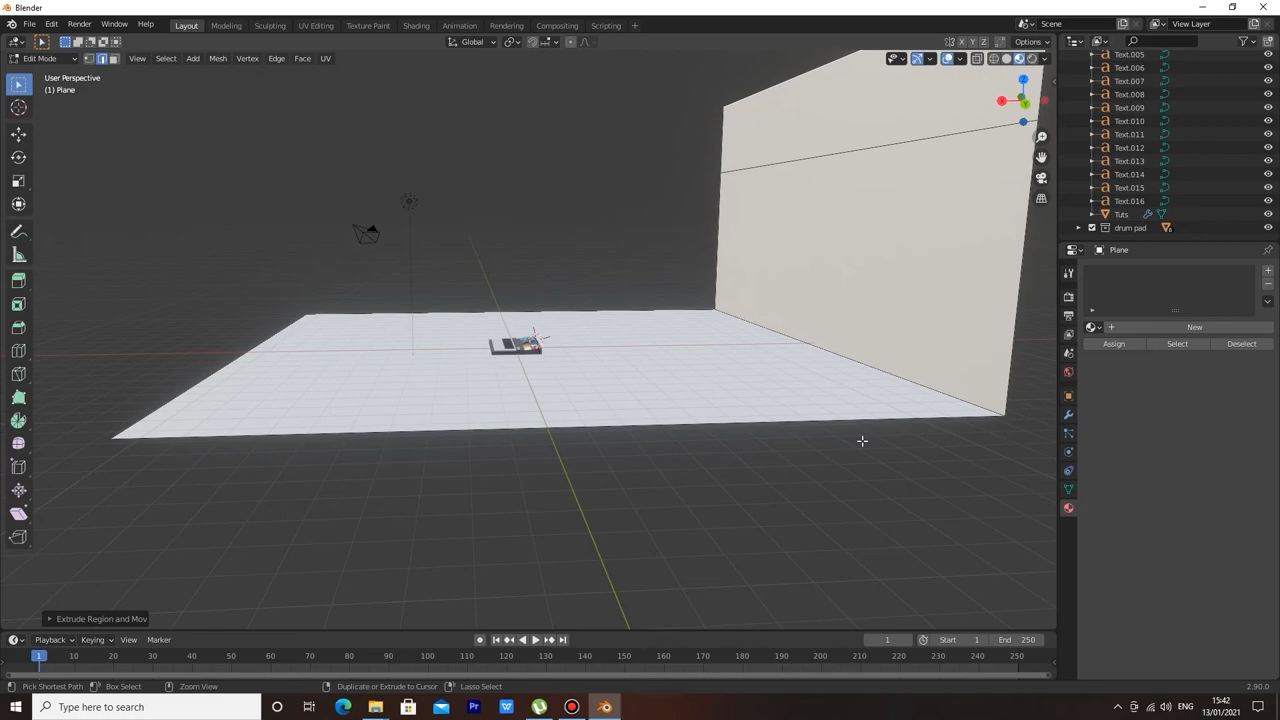 Blender
File Edit Render Window Help Layout Modeling Sculpting UV Editing Texture Paint Shading Animation Rendering Compositing Scripting + Scene View Layer
Global X Y Z Options
Edit Mode View Select Add Mesh Vertex Edge Face UV
User Perspective
(1) Plane
Z
X
Y
Text.005
Text.006
Text.007
Text.008
Text.009
Text.010
Text.011
Text.012
Text.013
Text.014
Text.015
Text.016
Tuts
drum pad
Plane
New
Assign Select Deselect
Extrude Region and Mov
Playback Keying View Marker 1 Start 1 End 250
1 10 20 30 40 50 60 70 80 90 100 110 120 130 140 150 160 170 180 190 200 210 220 230 240 250
Pick Shortest Path Box Select Zoom View Duplicate or Extrude to Cursor Lasso Select 2.90.0
Type here to search
ENG
15:42
13/01/2021